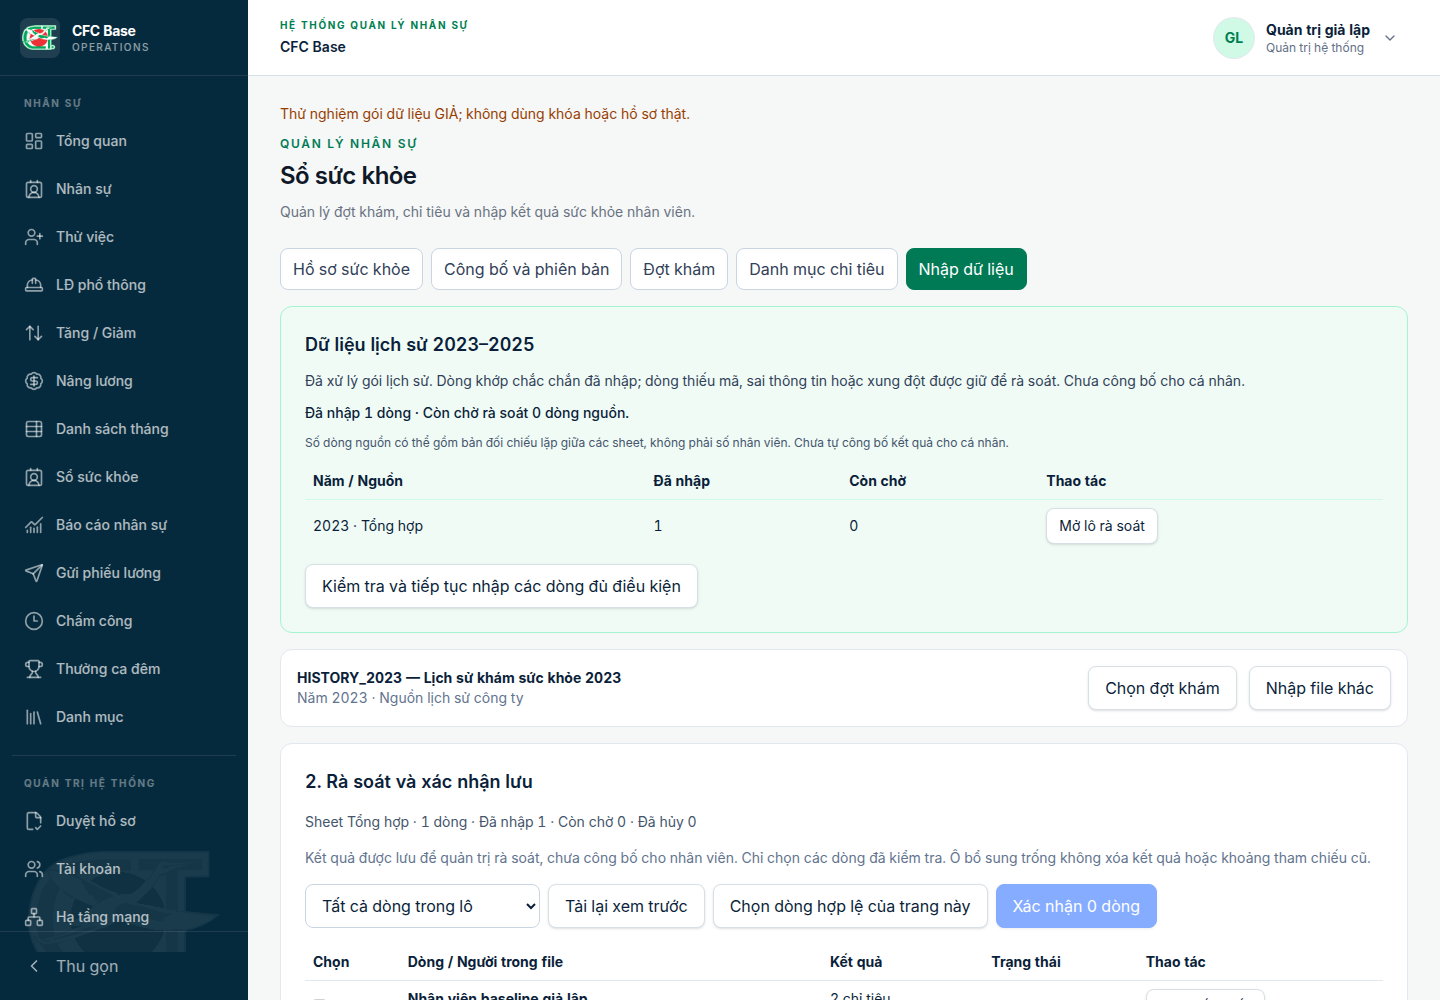 CFC Base
OPERATIONS
NHÂN SỰ
Tổng quan
Nhân sự
Thử việc
LĐ phổ thông
Tăng / Giảm
Nâng lương
Danh sách tháng
Sổ sức khỏe
Báo cáo nhân sự
Gửi phiếu lương
Chấm công
Thưởng ca đêm
Danh mục
QUẢN TRỊ HỆ THỐNG
Duyệt hồ sơ
Tài khoản
Hạ tầng mạng
Thu gọn
HỆ THỐNG QUẢN LÝ NHÂN SỰ
CFC Base
GL
Quản trị giả lập
Quản trị hệ thống
Thử nghiệm gói dữ liệu GIẢ; không dùng khóa hoặc hồ sơ thật.
QUẢN LÝ NHÂN SỰ
Sổ sức khỏe
Quản lý đợt khám, chỉ tiêu và nhập kết quả sức khỏe nhân viên.
Hồ sơ sức khỏe
Công bố và phiên bản
Đợt khám
Danh mục chỉ tiêu
Nhập dữ liệu
Dữ liệu lịch sử 2023–2025
Đã xử lý gói lịch sử. Dòng khớp chắc chắn đã nhập; dòng thiếu mã, sai thông tin hoặc xung đột được giữ để rà soát. Chưa công bố cho cá nhân.
Đã nhập 1 dòng · Còn chờ rà soát 0 dòng nguồn.
Số dòng nguồn có thể gồm bản đối chiếu lặp giữa các sheet, không phải số nhân viên. Chưa tự công bố kết quả cho cá nhân.
Năm / Nguồn Đã nhập Còn chờ Thao tác
2023 · Tổng hợp 1 0 Mở lô rà soát
Kiểm tra và tiếp tục nhập các dòng đủ điều kiện
HISTORY_2023 — Lịch sử khám sức khỏe 2023
Năm 2023 · Nguồn lịch sử công ty
Chọn đợt khám
Nhập file khác
2. Rà soát và xác nhận lưu
Sheet Tổng hợp · 1 dòng · Đã nhập 1 · Còn chờ 0 · Đã hủy 0
Kết quả được lưu để quản trị rà soát, chưa công bố cho nhân viên. Chỉ chọn các dòng đã kiểm tra. Ô bổ sung trống không xóa kết quả hoặc khoảng tham chiếu cũ.
Tất cả dòng trong lô
Tải lại xem trước
Chọn dòng hợp lệ của trang này
Xác nhận 0 dòng
Chọn Dòng / Người trong file Kết quả Trạng thái Thao tác
Nhân viên baseline giả lập 2 chỉ tiêu